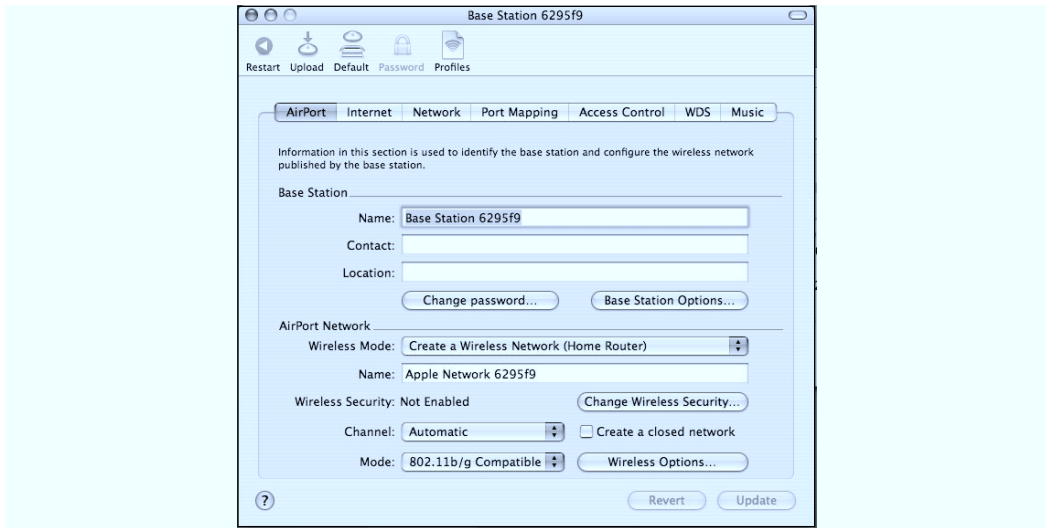 Base Station 6295f9
Restart Upload Default Password Profiles
AirPort Internet Network Port Mapping Access Control WDS Music
Information in this section is used to identify the base station and configure the wireless network
published by the base station.
Base Station
Name: Base Station 6295f9
Contact:
Location:
Change password... Base Station Options...
AirPort Network
Wireless Mode: Create a Wireless Network (Home Router)
Name: Apple Network 6295f9
Wireless Security: Not Enabled Change Wireless Security...
Channel: Automatic Create a closed network
Mode: 802.11b/g Compatible Wireless Options...
? Revert Update